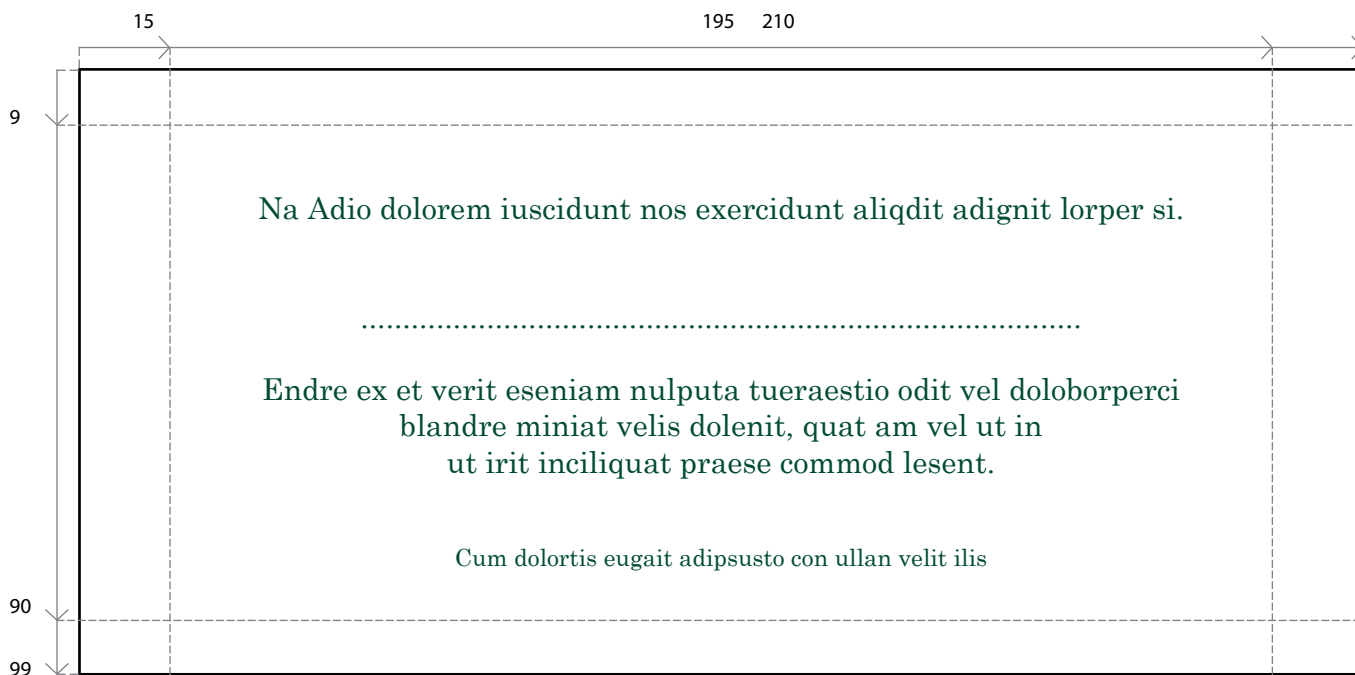 15 195 210
9
Na Adio dolorem iuscidunt nos exercidunt aliqdit adignit lorper si.
......................................................................................
Endre ex et verit eseniam nulputa tueraestio odit vel doloborperci
blandre miniat velis dolenit, quat am vel ut in
ut irit inciliquat praese commod lesent.
Cum dolortis eugait adipsusto con ullan velit ilis
90
99